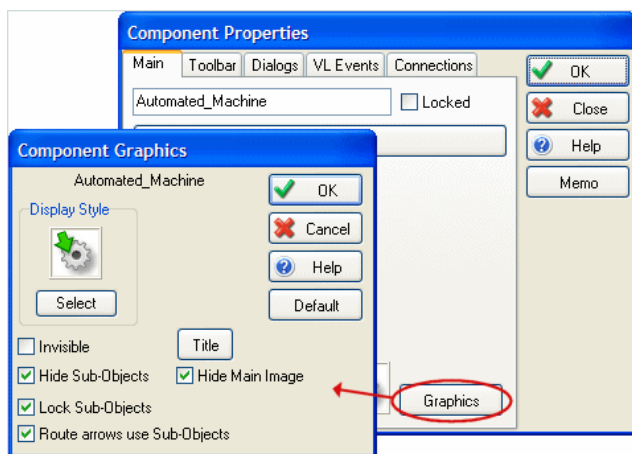 Component Properties
Main Toolbar Dialogs VL Events Connections
Automated_Machine Locked
OK
Close
Help
Memo
Graphics
Component Graphics
Automated_Machine
Display Style
Select
OK
Cancel
Help
Default
Invisible Title
Hide Sub-Objects Hide Main Image
Lock Sub-Objects
Route arrows use Sub-Objects